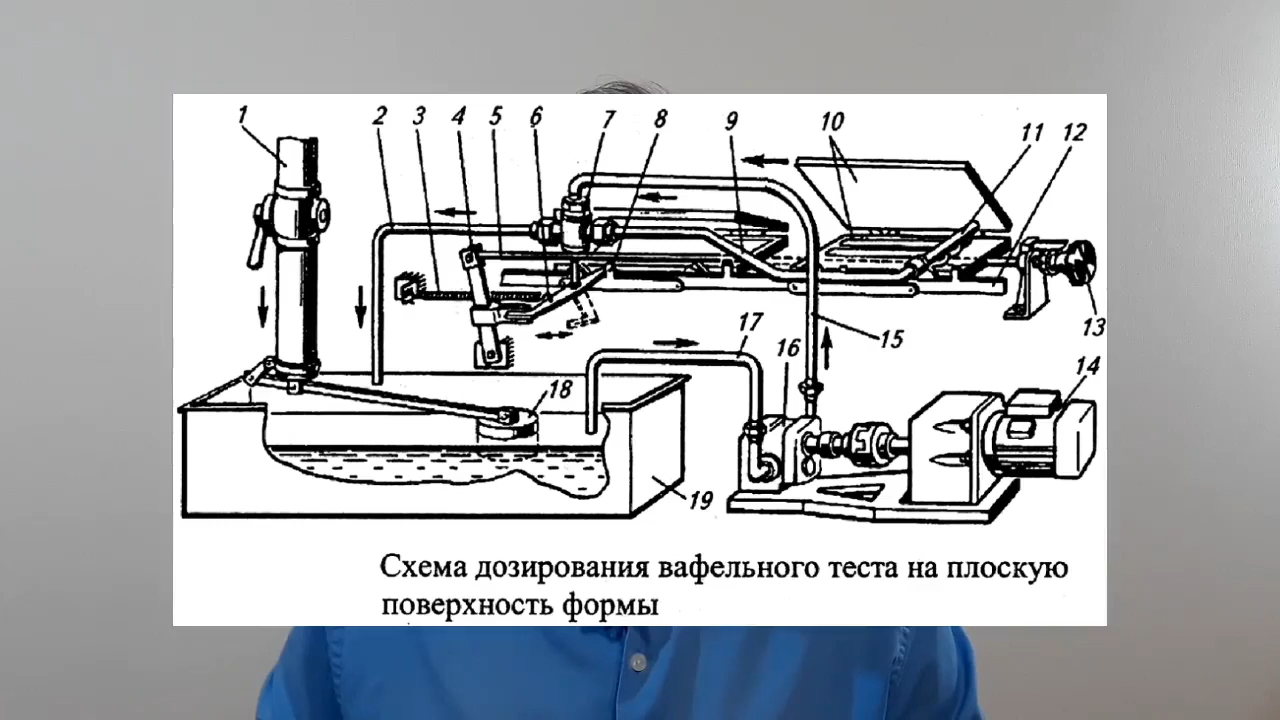 1 2 3 4 5 6 7 8 9 10 11 12
13
17 16 15
14
18
19
Схема дозирования вафельного теста на плоскую
поверхность формы